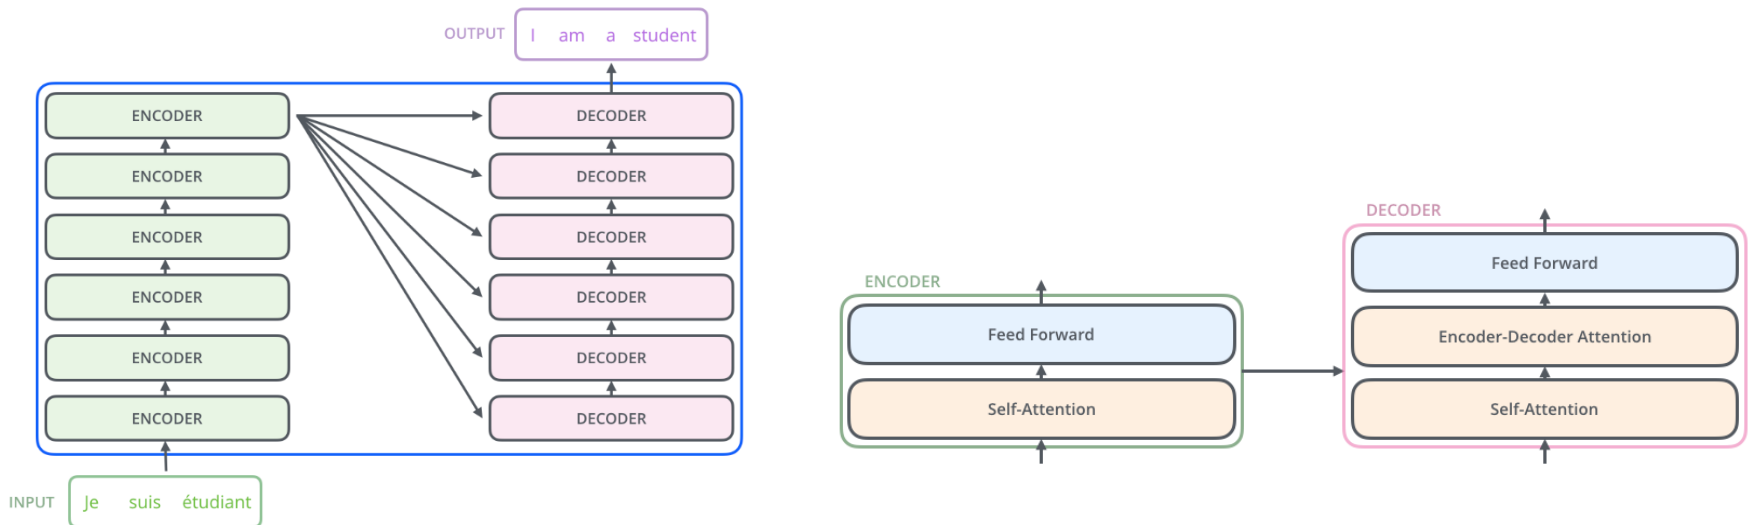 OUTPUT I am a student
ENCODER
ENCODER
ENCODER
ENCODER
ENCODER
ENCODER
DECODER
DECODER
DECODER
DECODER
DECODER
DECODER
INPUT Je suis étudiant
ENCODER
Feed Forward
Self-Attention
DECODER
Feed Forward
Encoder-Decoder Attention
Self-Attention